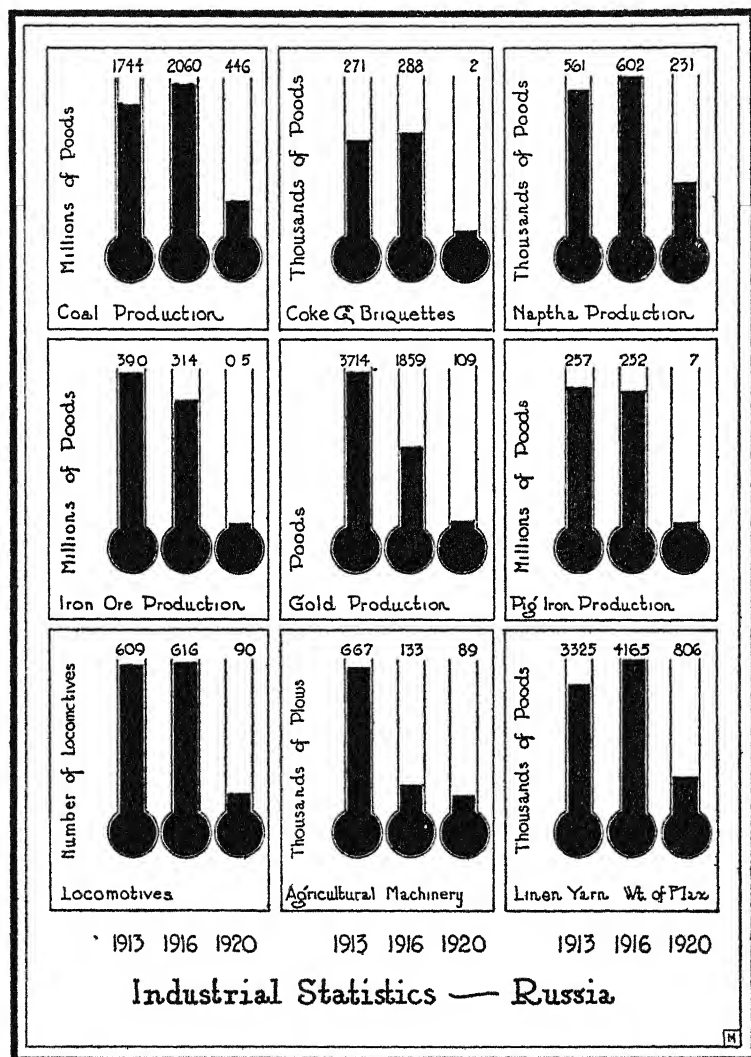 1744 2060 446
Millions of Poods
Coal Production
271 288 2
Thousands of Poods
Coke & Briquettes
561 602 231
Thousands of Poods
Naptha Production
390 314 0 5
Millions of Poods
Iron Ore Production
3714 1859 109
Poods
Gold Production
257 252 7
Millions of Poods
Pig Iron Production
609 616 90
Number of Locomotives
Locomotives
667 133 89
Thousands of Plows
Agricultural Machinery
3325 4165 806
Thousands of Poods
Linen Yarn Wt. of Flax
1913 1916 1920 1913 1916 1920 1913 1916 1920
Industrial Statistics — Russia
M